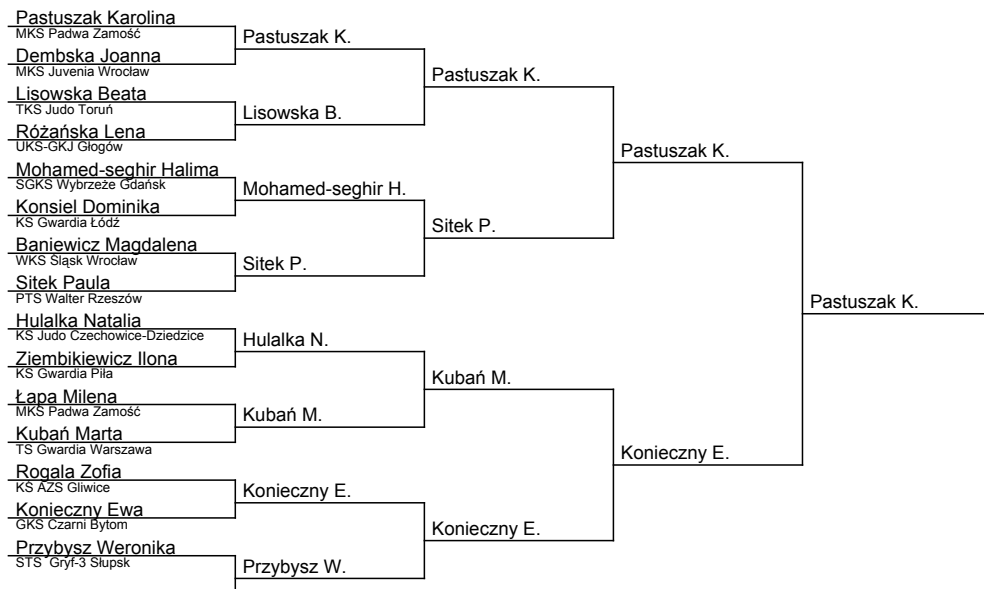 Pastuszak Karolina
MKS Padwa Zamość
Dembska Joanna
MKS Juvenia Wrocław
Lisowska Beata
TKS Judo Toruń
Różańska Lena
UKS-GKJ Głogów
Mohamed-seghir Halima
SGKS Wybrzeże Gdańsk
Konsiel Dominika
KS Gwardia Łódź
Baniewicz Magdalena
WKS Śląsk Wrocław
Sitek Paula
PTS Walter Rzeszów
Hulalka Natalia
KS Judo Czechowice-Dziedzice
Ziembikiewicz Ilona
KS Gwardia Piła
Łapa Milena
MKS Padwa Zamość
Kubań Marta
TS Gwardia Warszawa
Rogala Zofia
KS AZS Gliwice
Konieczny Ewa
GKS Czarni Bytom
Przybysz Weronika
STS Gryf-3 Słupsk
Pastuszak K.
Lisowska B.
Mohamed-seghir H.
Sitek P.
Hulalka N.
Kubań M.
Konieczny E.
Przybysz W.
Pastuszak K.
Sitek P.
Kubań M.
Konieczny E.
Pastuszak K.
Konieczny E.
Pastuszak K.